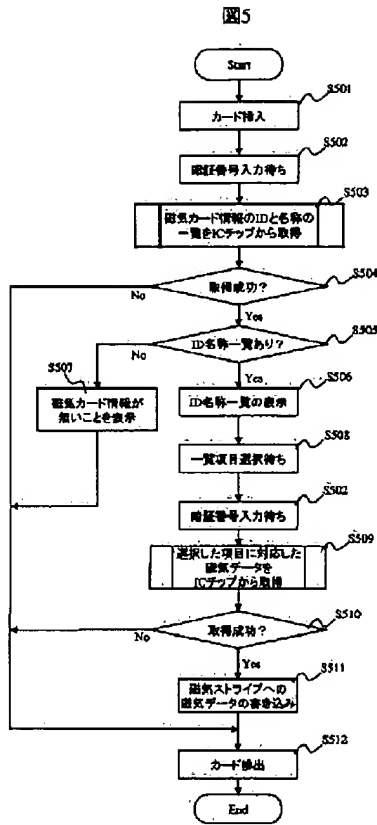 図5
Start
S501
カード挿入
S502
暗証番号入力待ち
S503
磁気カード情報のIDと名称の
一覧をICチップから取得
S504
取得成功?
No
Yes
S505
ID名称一覧あり?
No
Yes
S507
磁気カード情報が
無いことを表示
S506
ID名称一覧の表示
S508
一覧項目選択待ち
S502
暗証番号入力待ち
S509
選択した項目に対応した
磁気データを
ICチップから取得
S510
取得成功?
No
Yes
S511
磁気ストライプへの
磁気データの書き込み
S512
カード排出
End